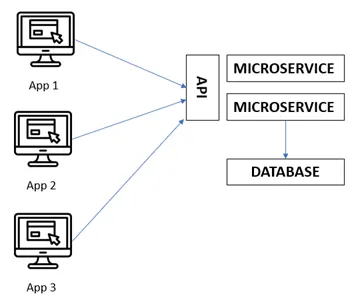 App 1
App 2
App 3
API
MICROSERVICE
MICROSERVICE
DATABASE